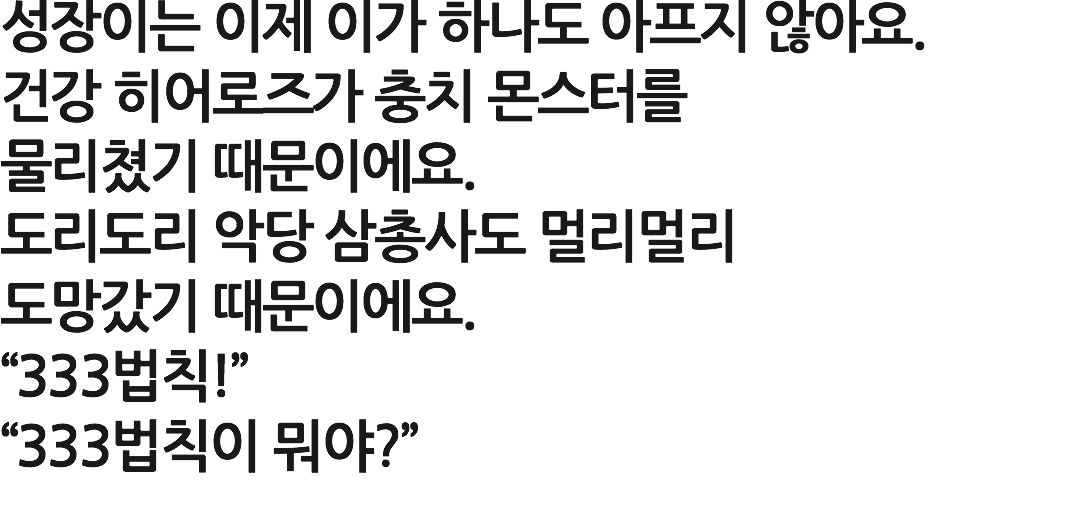 성장이는 이제 이가 하나도 아프지 않아요.
건강 히어로즈가 충치 몬스터를
물리쳤기 때문이에요.
도리도리 악당 삼총사도 멀리멀리
도망갔기 때문이에요.
“333법칙!”
“333법칙이 뭐야?”